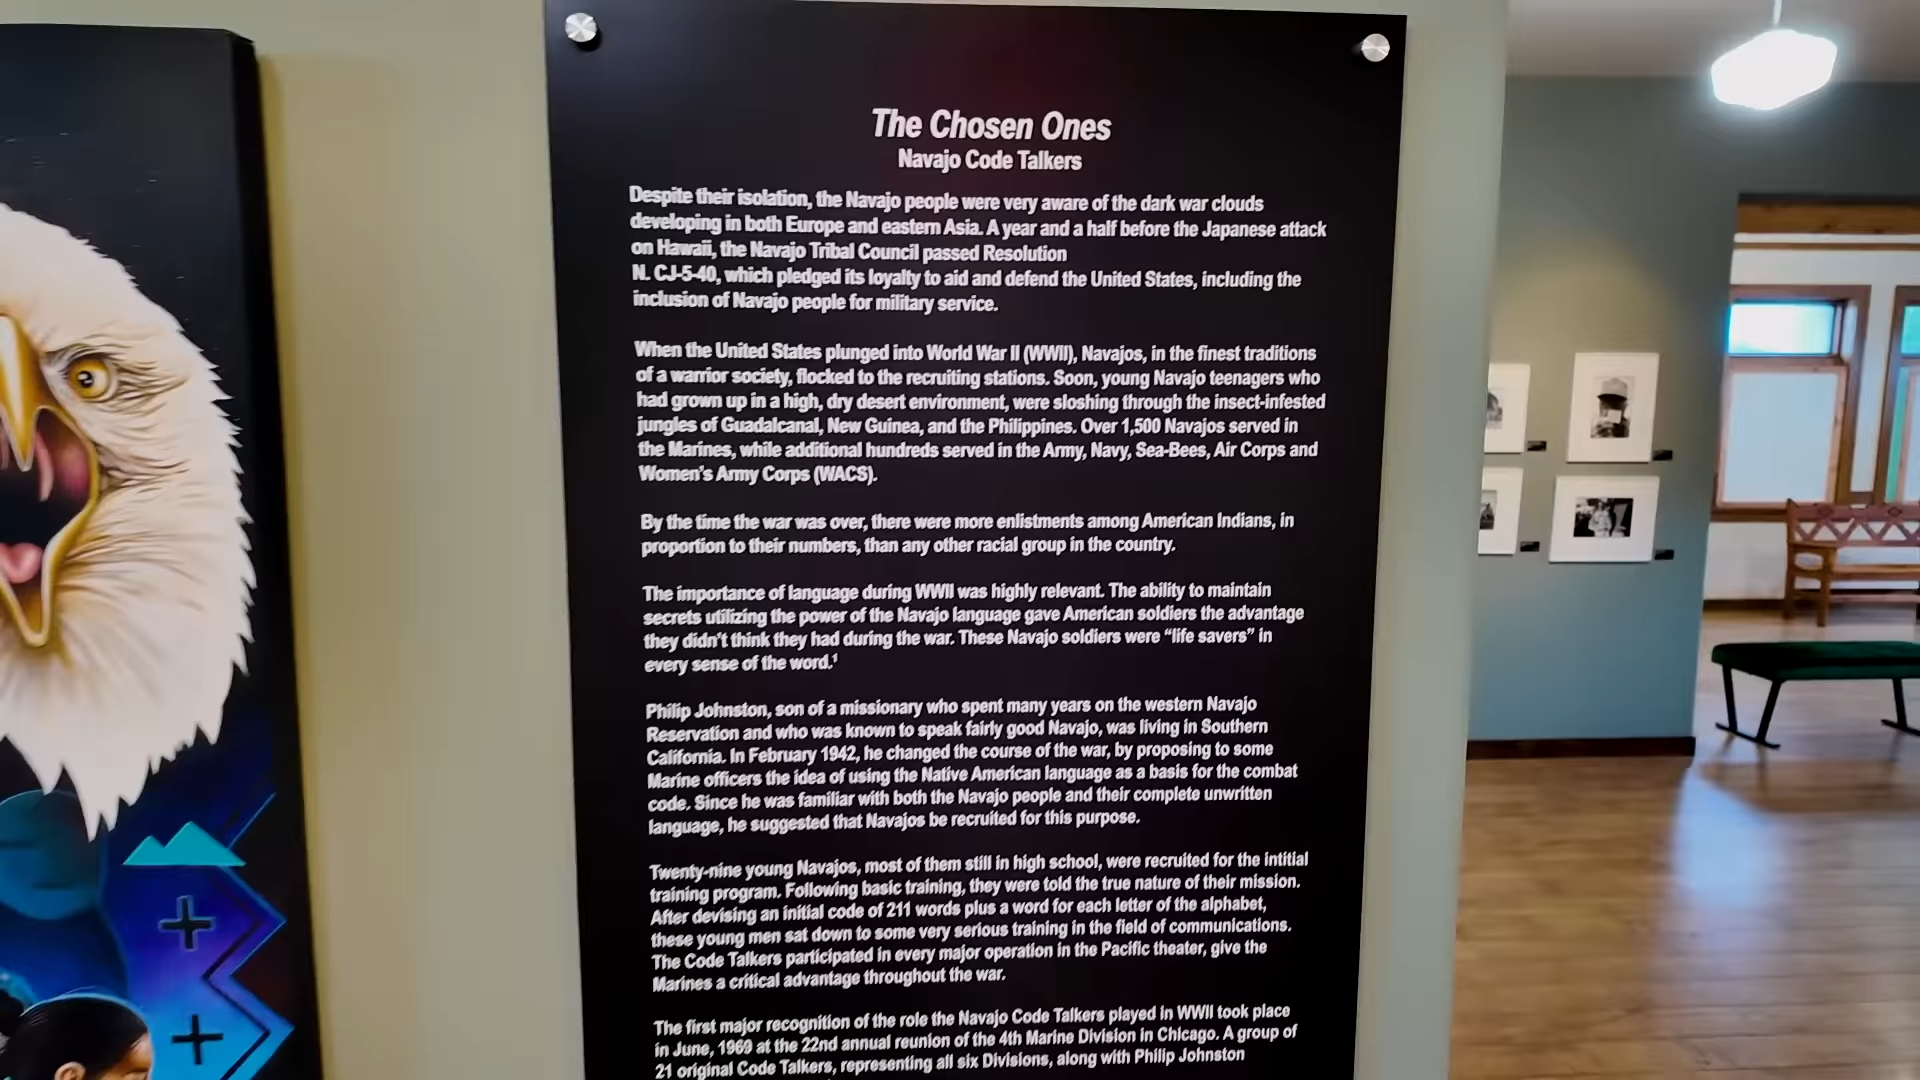 The Chosen Ones
Navajo Code Talkers
Despite their isolation, the Navajo people were very aware of the dark war clouds
developing in both Europe and eastern Asia. A year and a half before the Japanese attack
on Hawaii, the Navajo Tribal Council passed Resolution
N. CJ-5-40, which pledged its loyalty to aid and defend the United States, including the
inclusion of Navajo people for military service.
When the United States plunged into World War II (WWII), Navajos, in the finest traditions
of a warrior society, flocked to the recruiting stations. Soon, young Navajo teenagers who
had grown up in a high, dry desert environment, were sloshing through the insect-infested
jungles of Guadalcanal, New Guinea, and the Philippines. Over 1,500 Navajos served in
the Marines, while additional hundreds served in the Army, Navy, Sea-Bees, Air Corps and
Women's Army Corps (WACS).
By the time the war was over, there were more enlistments among American Indians, in
proportion to their numbers, than any other racial group in the country.
The importance of language during WWII was highly relevant. The ability to maintain
secrets utilizing the power of the Navajo language gave American soldiers the advantage
they didn't think they had during the war. These Navajo soldiers were “life savers” in
every sense of the word.¹
Philip Johnston, son of a missionary who spent many years on the western Navajo
Reservation and who was known to speak fairly good Navajo, was living in Southern
California. In February 1942, he changed the course of the war, by proposing to some
Marine officers the idea of using the Native American language as a basis for the combat
code. Since he was familiar with both the Navajo people and their complete unwritten
language, he suggested that Navajos be recruited for this purpose.
Twenty-nine young Navajos, most of them still in high school, were recruited for the intitial
training program. Following basic training, they were told the true nature of their mission.
After devising an initial code of 211 words plus a word for each letter of the alphabet,
these young men sat down to some very serious training in the field of communications.
The Code Talkers participated in every major operation in the Pacific theater, give the
Marines a critical advantage throughout the war.
The first major recognition of the role the Navajo Code Talkers played in WWII took place
in June, 1969 at the 22nd annual reunion of the 4th Marine Division in Chicago. A group of
21 original Code Talkers, representing all six Divisions, along with Philip Johnston